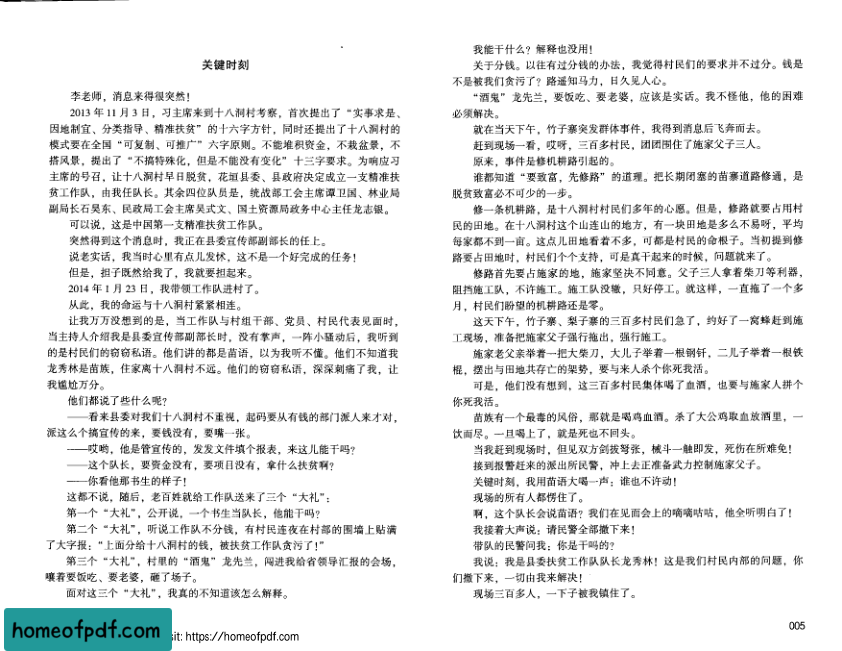 关键时刻
李老师，消息来得很突然！
2013 年 11 月 3 日，习主席来到十八洞村考察，首次提出了“实事求是、
因地制宜、分类指导、精准扶贫”的十六字方针，同时还提出了十八洞村的
模式要在全国“可复制、可推广”六字原则。不能堆积资金，不栽盆景，不
搭风景，提出了“不搞特殊化，但是不能没有变化”十三字要求。为响应习
主席的号召，让十八洞村早日脱贫，花垣县委、县政府决定成立一支精准扶
贫工作队，由我任队长。其余四位队员是，统战部工会主席谭卫国、林业局
副局长石昊东、民政局工会主席吴式文、国土资源局政务中心主任龙志银。
可以说，这是中国第一支精准扶贫工作队。
突然得到这个消息时，我正在县委宣传部副部长的任上。
说老实话，我当时心里有点儿发怵，这不是一个好完成的任务！
但是，担子既然给我了，我就要担起来。
2014 年 1 月 23 日，我带领工作队进村了。
从此，我的命运与十八洞村紧紧相连。
让我万万没想到的是，当工作队与村组干部、党员、村民代表见面时，
当主持人介绍我是县委宣传部副部长时，没有掌声，一阵小骚动后，我听到
的是村民们的窃窃私语。他们讲的都是苗语，以为我听不懂。他们不知道我
龙秀林是苗族，住家离十八洞村不远。他们的窃窃私语，深深刺痛了我，让
我尴尬万分。
他们都说了些什么呢？
——看来县委对我们十八洞村不重视，起码要从有钱的部门派人来才对，
派这么个搞宣传的来，要钱没有，要嘴一张。
——哎哟，他是管宣传的，发发文件填个报表，来这儿能干吗？
——这个队长，要资金没有，要项目没有，拿什么扶贫啊？
——你看他那书生的样子！
这都不说，随后，老百姓就给工作队送来了三个“大礼”：
第一个“大礼”，公开说，一个书生当队长，他能干吗？
第二个“大礼”，听说工作队不分钱，有村民连夜在村部的围墙上贴满
了大字报：“上面分给十八洞村的钱，被扶贫工作队贪污了！”
第三个“大礼”，村里的“酒鬼”龙先兰，闯进我给省领导汇报的会场，
嚷着要饭吃、要老婆，砸了场子。
面对这三个“大礼”，我真的不知道该怎么解释。
我能干什么？解释也没用！
关于分钱。以往有过分钱的办法，我觉得村民们的要求并不过分。钱是
不是被我们贪污了？路遥知马力，日久见人心。
“酒鬼”龙先兰，要饭吃、要老婆，应该是实话。我不怪他，他的困难
必须解决。
就在当天下午，竹子寨突发群体事件，我得到消息后飞奔而去。
赶到现场一看，哎呀，三百多村民，团团围住了施家父子三人。
原来，事件是修机耕路引起的。
谁都知道“要致富，先修路”的道理。把长期闭塞的苗寨道路修通，是
脱贫致富必不可少的一步。
修一条机耕路，是十八洞村村民们多年的心愿。但是，修路就要占用村
民的田地。在十八洞村这个山连山的地方，有一块田地是多么不易呀，平均
每家都不到一亩。这点儿田地看着不多，可都是村民的命根子。当初提到修
路要占田地时，村民们个个支持，可是真干起来的时候，问题就来了。
修路首先要占施家的地，施家坚决不同意。父子三人拿着柴刀等利器，
阻挡施工队，不许施工。施工队没辙，只好停工。就这样，一直拖了一个多
月，村民们盼望的机耕路还是零。
这天下午，竹子寨、梨子寨的三百多村民们急了，约好了一窝蜂赶到施
工现场，准备把施家父子强行拖出，强行施工。
施家老父亲举着一把大柴刀，大儿子举着一根钢钎，二儿子举着一根铁
棍，摆出与田地共存亡的架势，要与来人杀个你死我活。
可是，他们没有想到，这三百多村民集体喝了血酒，也要与施家人拼个
你死我活。
苗族有一个最毒的风俗，那就是喝鸡血酒。杀了大公鸡取血放酒里，一
饮而尽。一旦喝上了，就是死也不回头。
当我赶到现场时，但见双方剑拔弩张，械斗一触即发，死伤在所难免！
接到报警赶来的派出所民警，冲上去正准备武力控制施家父子。
关键时刻，我用苗语大喝一声：谁也不许动！
现场的所有人都愣住了。
啊，这个队长会说苗语？我们在见面会上的嘀嘀咕咕，他全听明白了！
我接着大声说：请民警全部撤下来！
带队的民警问我：你是干吗的？
我说：我是县委扶贫工作队队长龙秀林！这是我们村民内部的问题，你
们撤下来，一切由我来解决！
现场三百多人，一下子被我镇住了。
005
homeofpdf.com
sit: https://homeofpdf.com